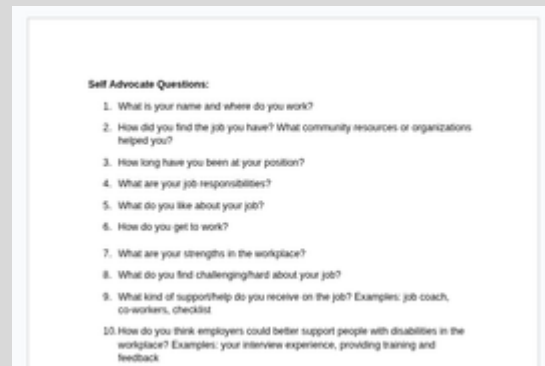 Self Advocate Questions:
1. What is your name and where do you work?
2. How did you find the job you have? What community resources or organizations
helped you?
3. How long have you been at your position?
4. What are your job responsibilities?
5. What do you like about your job?
6. How do you get to work?
7. What are your strengths in the workplace?
8. What do you find challenging/hard about your job?
9. What kind of support/help do you receive on the job? Examples: job coach,
co-workers, checklist
10. How do you think employers could better support people with disabilities in the
workplace? Examples: your interview experience, providing training and
feedback